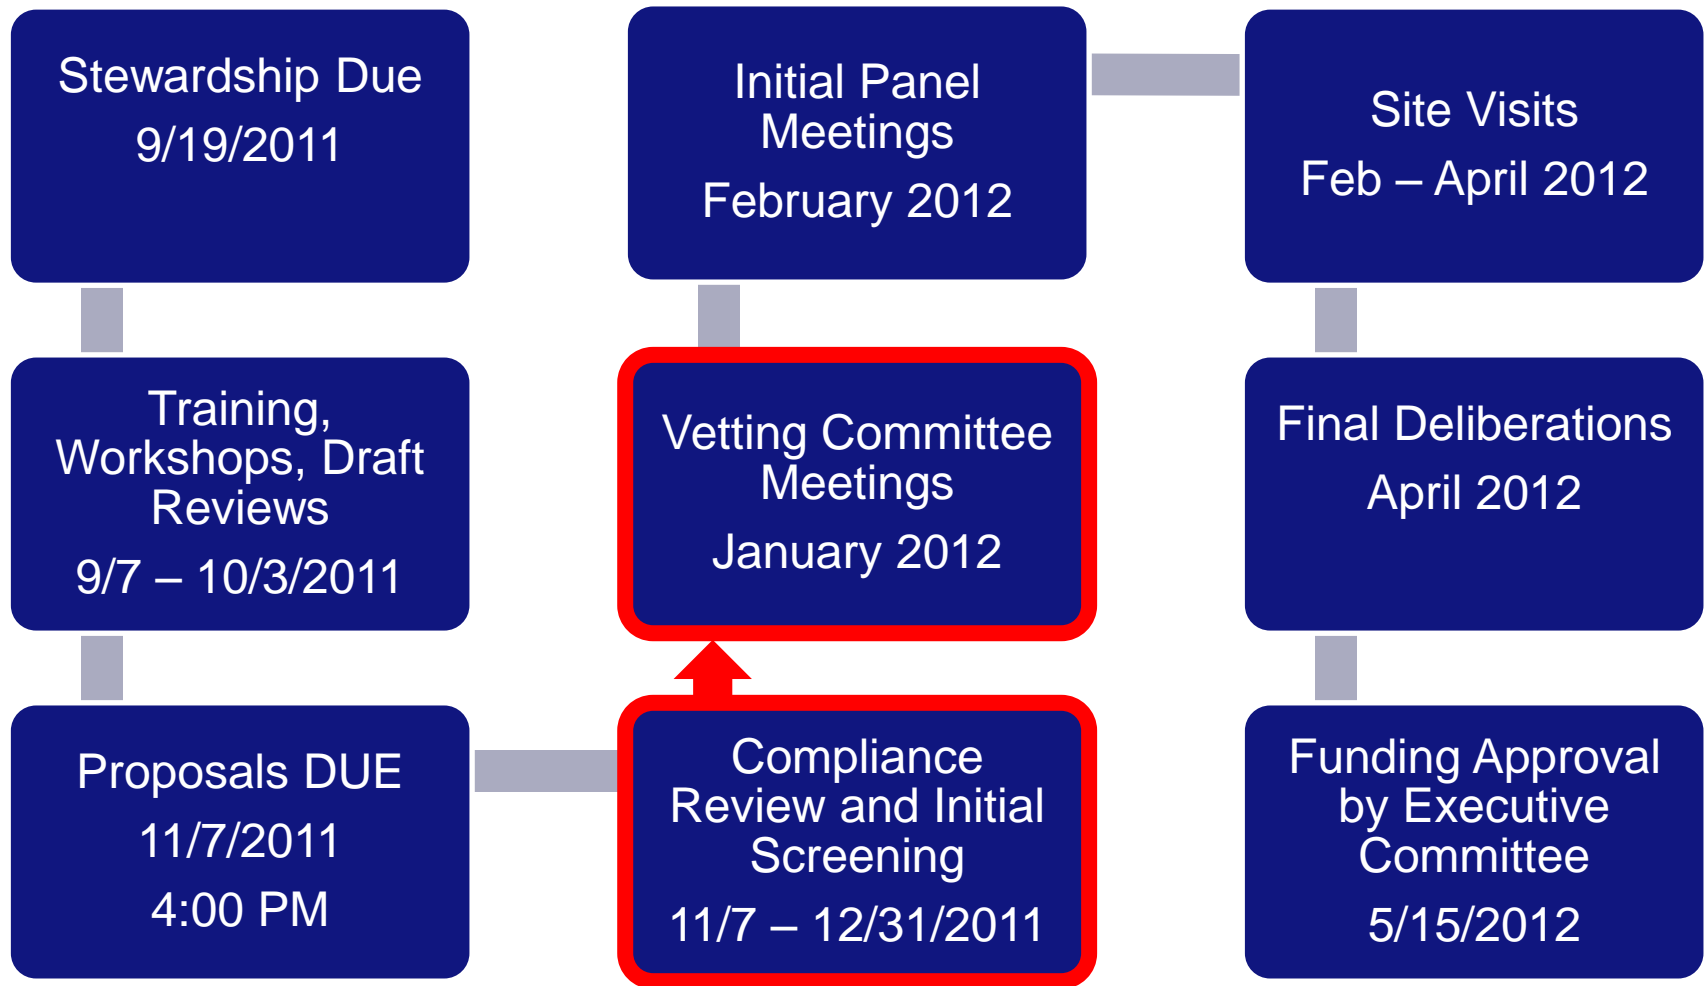 Stewardship Due
9/19/2011
Training,
Workshops, Draft
Reviews
9/7 – 10/3/2011
Proposals DUE
11/7/2011
4:00 PM
Compliance
Review and Initial
Screening
11/7 – 12/31/2011
Vetting Committee
Meetings
January 2012
Initial Panel
Meetings
February 2012
Site Visits
Feb – April 2012
Final Deliberations
April 2012
Funding Approval
by Executive
Committee
5/15/2012